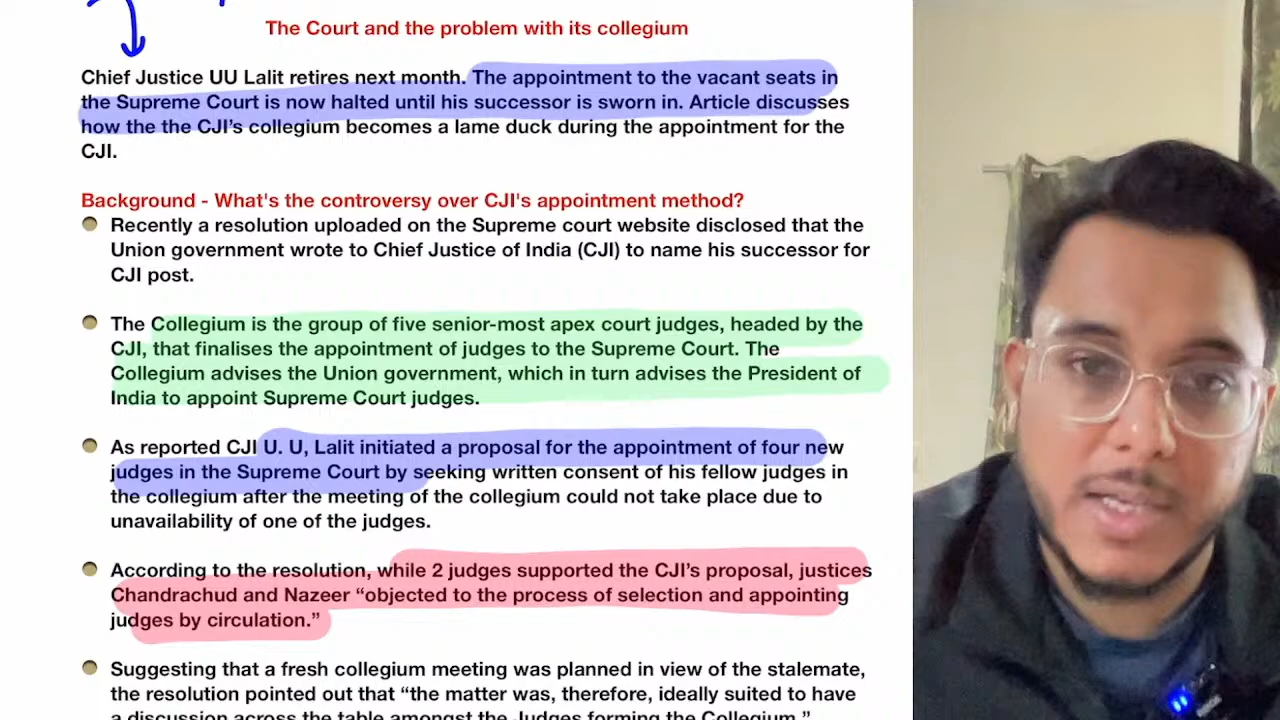 The Court and the problem with its collegium
Chief Justice UU Lalit retires next month. The appointment to the vacant seats in
the Supreme Court is now halted until his successor is sworn in. Article discusses
how the the CJI’s collegium becomes a lame duck during the appointment for the
CJI.
Background - What's the controversy over CJI's appointment method?
Recently a resolution uploaded on the Supreme court website disclosed that the
Union government wrote to Chief Justice of India (CJI) to name his successor for
CJI post.
The Collegium is the group of five senior-most apex court judges, headed by the
CJI, that finalises the appointment of judges to the Supreme Court. The
Collegium advises the Union government, which in turn advises the President of
India to appoint Supreme Court judges.
As reported CJI U. U, Lalit initiated a proposal for the appointment of four new
judges in the Supreme Court by seeking written consent of his fellow judges in
the collegium after the meeting of the collegium could not take place due to
unavailability of one of the judges.
According to the resolution, while 2 judges supported the CJI’s proposal, justices
Chandrachud and Nazeer “objected to the process of selection and appointing
judges by circulation.”
Suggesting that a fresh collegium meeting was planned in view of the stalemate,
the resolution pointed out that “the matter was, therefore, ideally suited to have
a discussion across the table amongst the Judges forming the Collegium.”